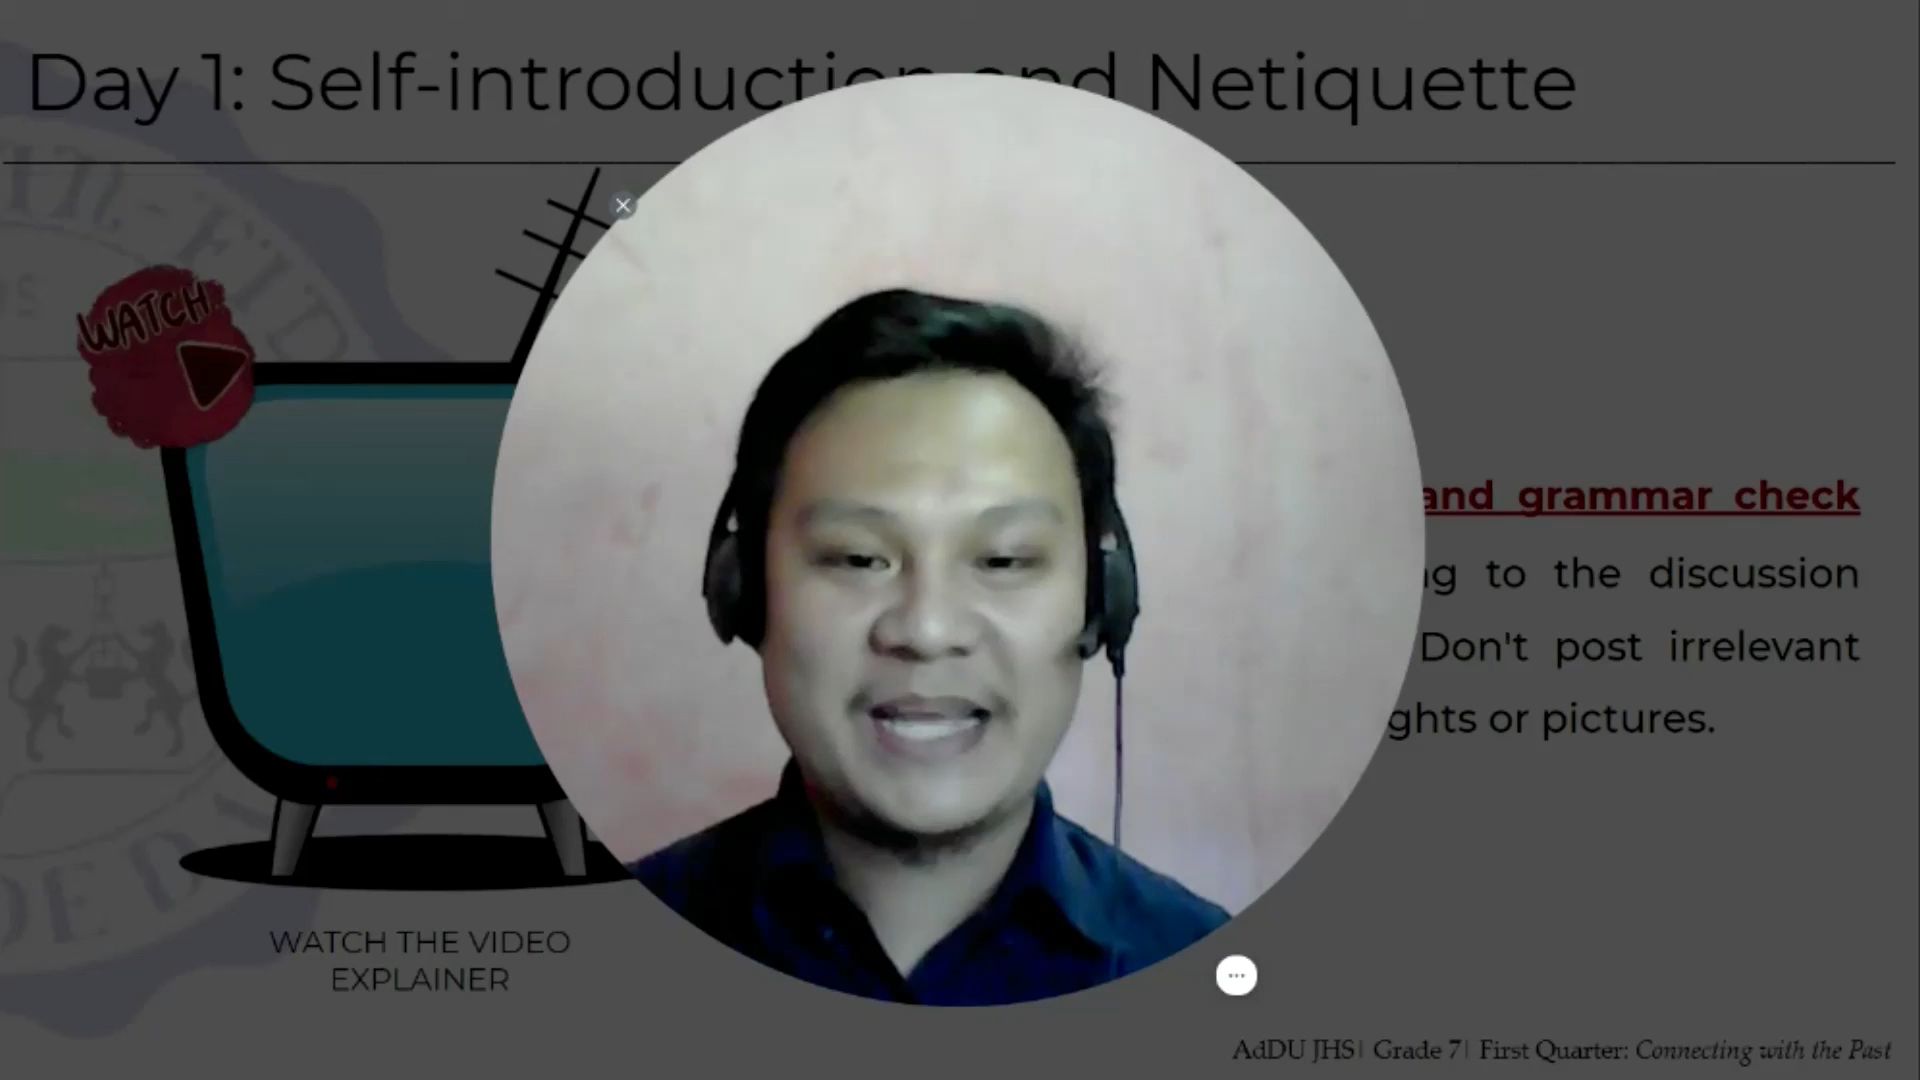 Day 1: Self-introduction and Netiquette
WATCH
and grammar check
to the discussion
Don't post irrelevant
or pictures.
WATCH THE VIDEO
EXPLAINER
AdDU JHS| Grade 7| First Quarter: Connecting with the Past